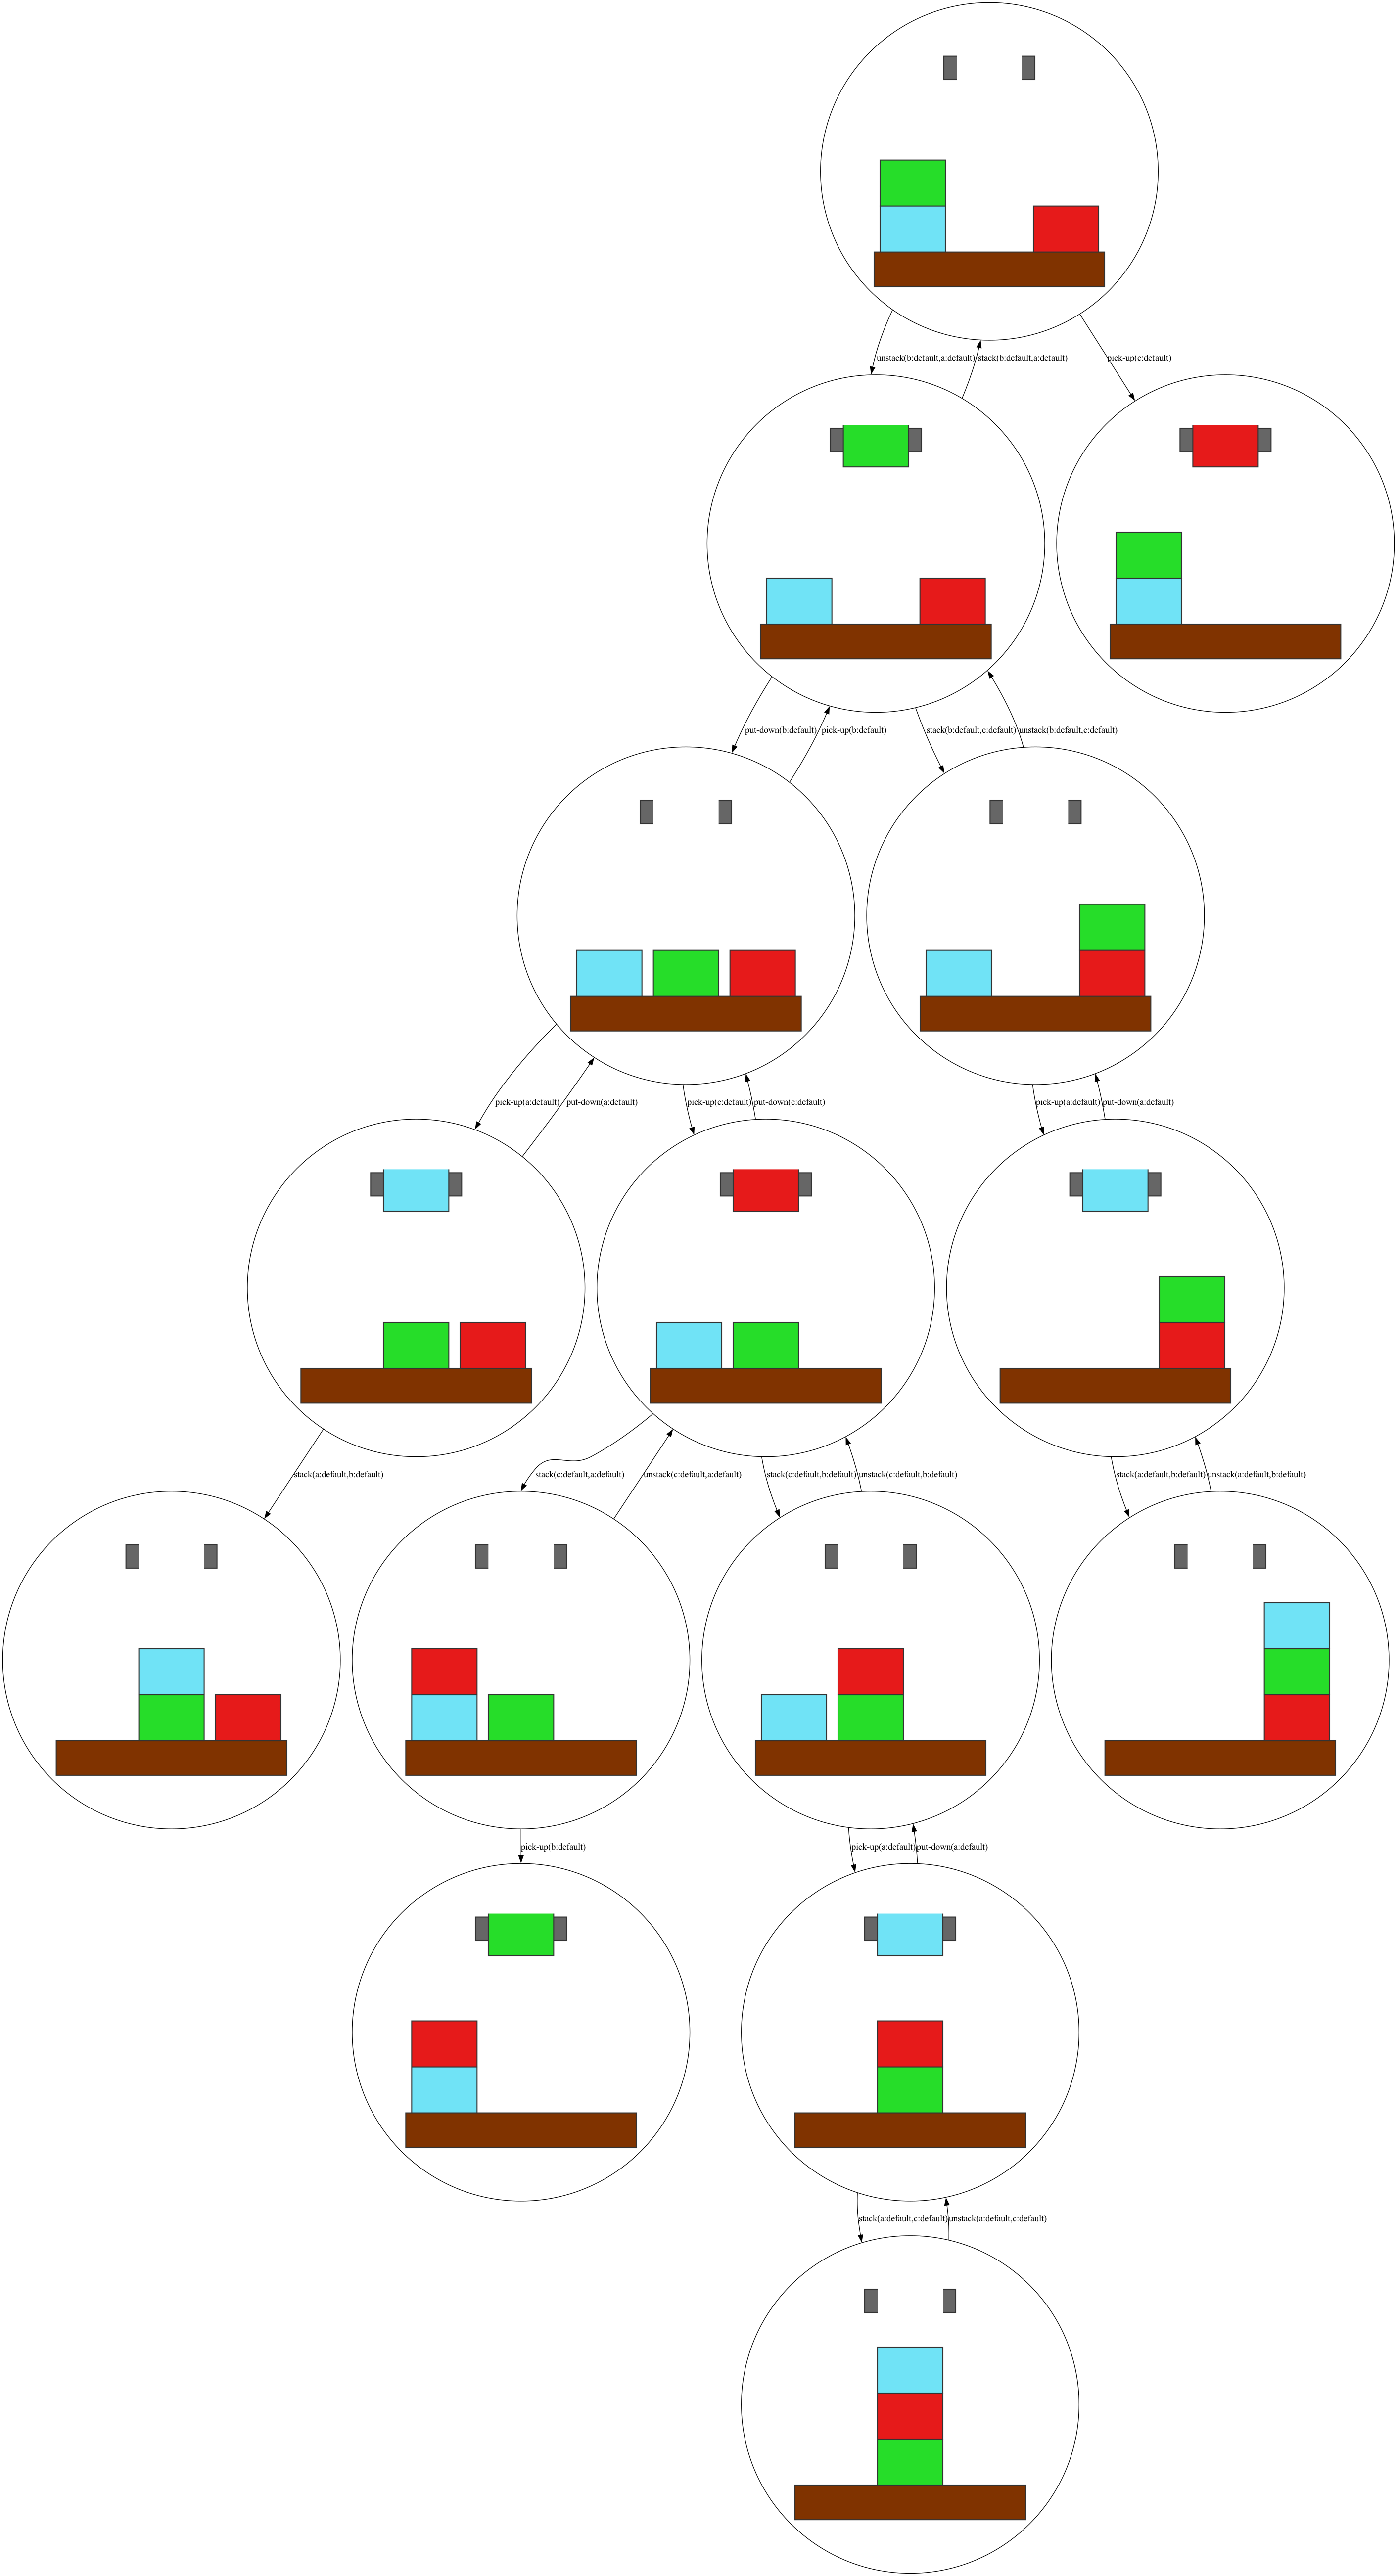 unstack(b:default,a:default)
stack(b:default,a:default)
pick-up(c:default)
put-down(b:default)
pick-up(b:default)
stack(b:default,c:default)
unstack(b:default,c:default)
pick-up(a:default)
put-down(a:default)
pick-up(c:default)
put-down(c:default)
pick-up(a:default)
put-down(a:default)
stack(a:default,b:default)
stack(c:default,a:default)
unstack(c:default,a:default)
stack(c:default,b:default)
unstack(c:default,b:default)
stack(a:default,b:default)
unstack(a:default,b:default)
pick-up(b:default)
pick-up(a:default)
put-down(a:default)
stack(a:default,c:default)
unstack(a:default,c:default)